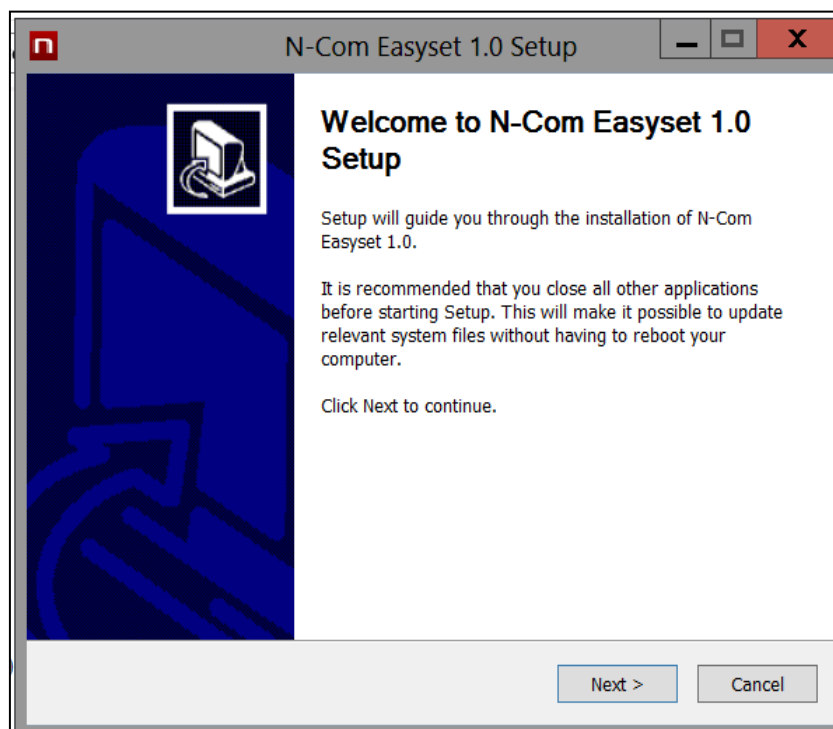 n
N-Com Easyset 1.0 Setup
X
Welcome to N-Com Easyset 1.0
Setup
Setup will guide you through the installation of N-Com
Easyset 1.0.
It is recommended that you close all other applications
before starting Setup. This will make it possible to update
relevant system files without having to reboot your
computer.
Click Next to continue.
Next >
Cancel